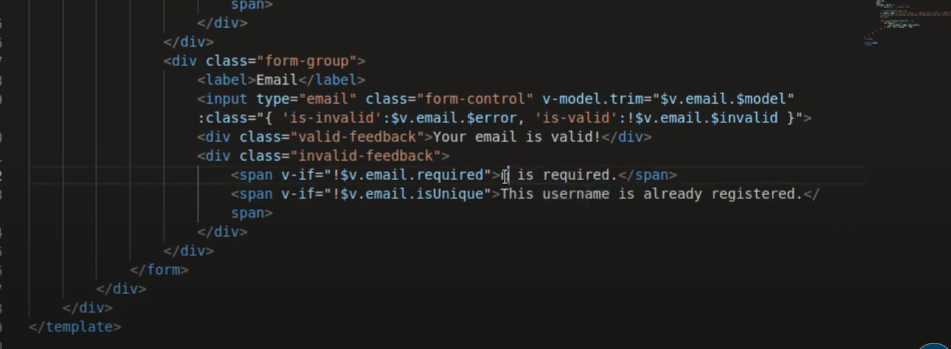 span>
</div>
</div>
<div class="form-group">
<label>Email</label>
<input type="email" class="form-control" v-model.trim="$v.email.$model"
:class="{ 'is-invalid':$v.email.$error, 'is-valid':!$v.email.$invalid }">
<div class="valid-feedback">Your email is valid!</div>
<div class="invalid-feedback">
<span v-if="!$v.email.required"> is required.</span>
<span v-if="!$v.email.isUnique">This username is already registered.</
span>
</div>
</div>
</form>
</div>
</div>
</template>